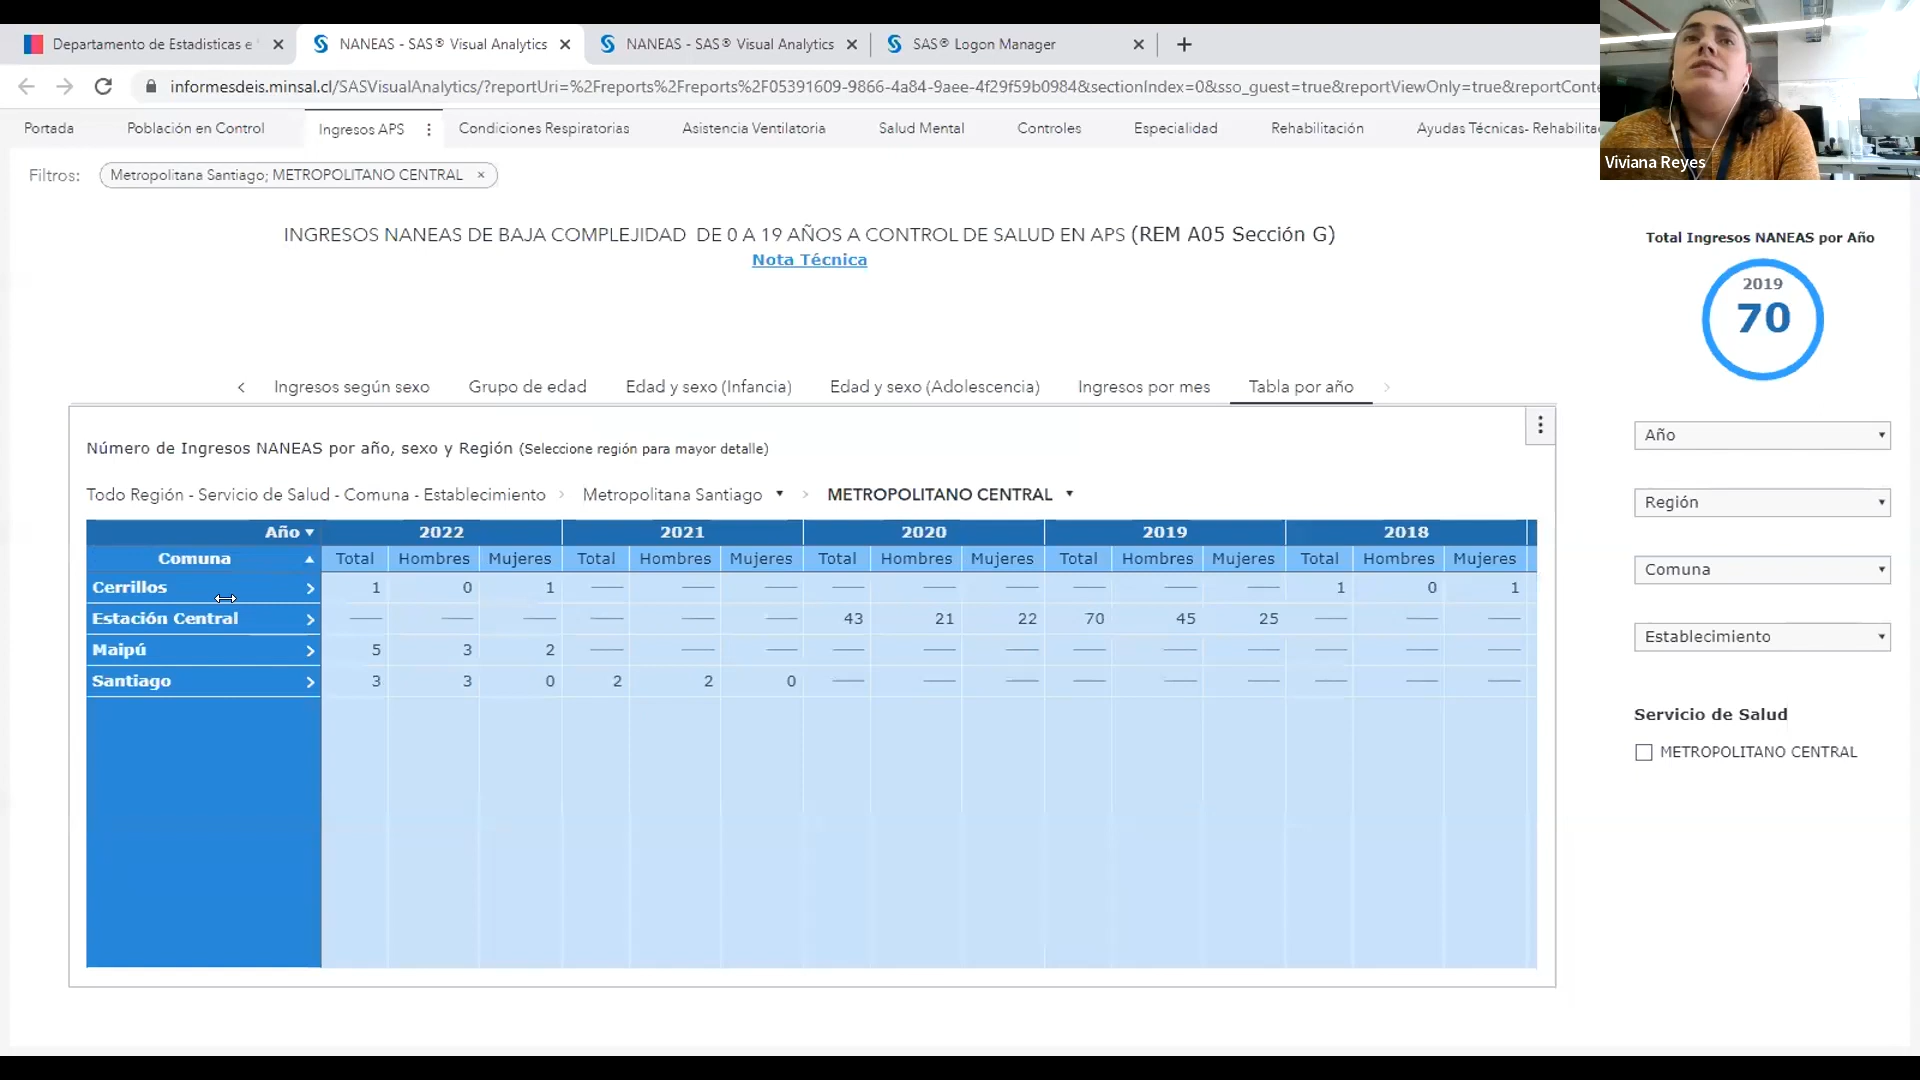 Departamento de Estadisticas e
NANEAS - SAS® Visual Analytics
NANEAS - SAS® Visual Analytics
SAS® Logon Manager
informesdeis.minsal.cl/SASVisualAnalytics/?reportUri=%2Freports%2Freports%2F05391609-9866-4a84-9aee-4f29f59b0984&sectionIndex=0&sso_guest=true&reportViewOnly=true&reportConte
Portada Población en Control Ingresos APS Condiciones Respiratorias Asistencia Ventilatoria Salud Mental Controles Especialidad Rehabilitación Ayudas Técnicas- Rehabilita
Viviana Reyes
Filtros: Metropolitana Santiago; METROPOLITANO CENTRAL ×
INGRESOS NANEAS DE BAJA COMPLEJIDAD DE 0 A 19 AÑOS A CONTROL DE SALUD EN APS (REM A05 Sección G)
Nota Técnica
Total Ingresos NANEAS por Año
2019
70
Ingresos según sexo Grupo de edad Edad y sexo (Infancia) Edad y sexo (Adolescencia) Ingresos por mes Tabla por año
Número de Ingresos NANEAS por año, sexo y Región (Seleccione región para mayor detalle)
Todo Región - Servicio de Salud - Comuna - Establecimiento > Metropolitana Santiago > METROPOLITANO CENTRAL
Año 2022 2021 2020 2019 2018
Comuna Total Hombres Mujeres Total Hombres Mujeres Total Hombres Mujeres Total Hombres Mujeres Total Hombres Mujeres
Cerrillos 1 0 1 — — — — — — — — — 1 0 1
Estación Central — — — — — — 43 21 22 70 45 25 — — —
Maipú 5 3 2 — — — — — — — — — — — —
Santiago 3 3 0 2 2 0 — — — — — — — — —
Año
Región
Comuna
Establecimiento
Servicio de Salud
METROPOLITANO CENTRAL